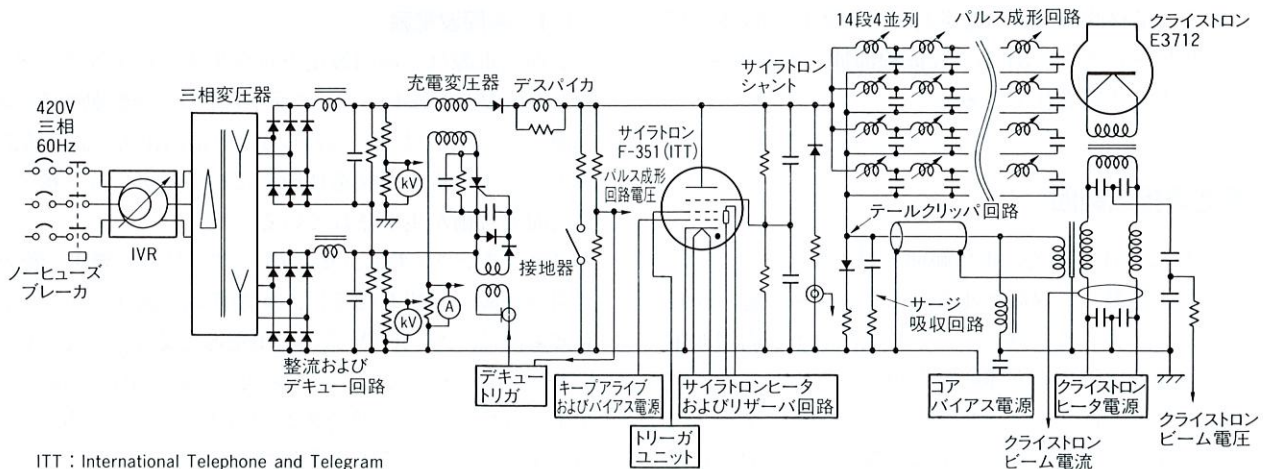 14段4並列
パルス成形回路
クライストロン
E3712
サイラトロン
シャント
充電変圧器
デスパイカ
三相変圧器
420V
三相
60Hz
サイラトロン
F-351(ITT)
パルス成形
回路電圧
kV
テールクリッパ回路
IVR
ノーヒューズ
ブレーカ
接地器
サージ
吸収回路
kV
A
整流および
デキュー回路
デキュー
トリガ
キープアライブ
およびバイアス電源
サイラトロンヒータ
およびリザーバ回路
コア
バイアス電源
クライストロン
ヒータ電源
トリーガ
ユニット
クライストロン
ビーム電流
クライストロン
ビーム電圧
ITT : International Telephone and Telegram